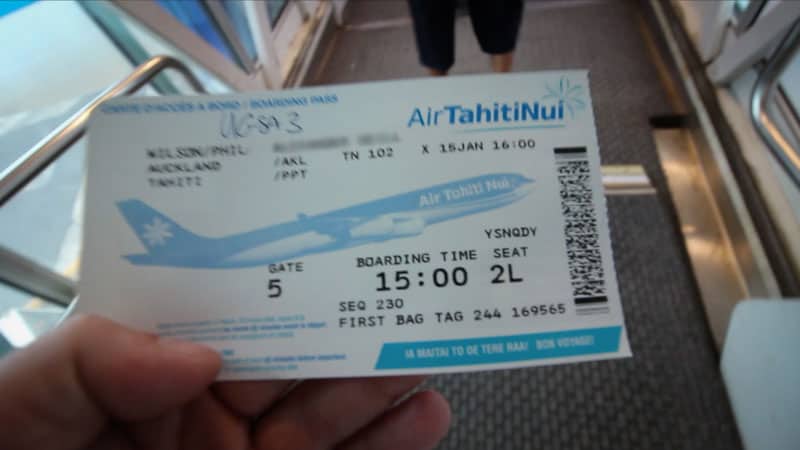 CARTE D'ACCÈS A BORD / BOARDING PASS
AirTahitiNui
WILSON/PHIL
AUCKLAND /AKL TN 102 X 15JAN 16:00
TAHITI /PPT
Air Tahiti Nui
YSNQDY
GATE BOARDING TIME SEAT
5 15:00 2L
SEQ 230
FIRST BAG TAG 244 169565
IA MAITAI TO OE TERE RAA! BON VOYAGE!